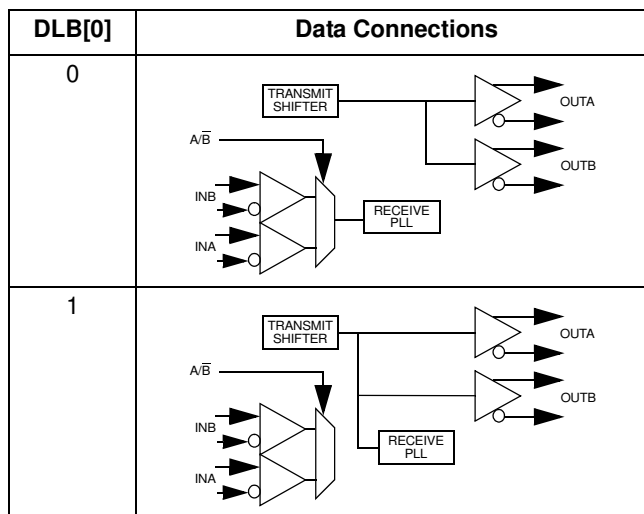 DLB[0] Data Connections
0
TRANSMIT
SHIFTER
OUTA
A/B̅
OUTB
INB
RECEIVE
PLL
INA
1
TRANSMIT
SHIFTER
OUTA
A/B̅
OUTB
INB
RECEIVE
PLL
INA